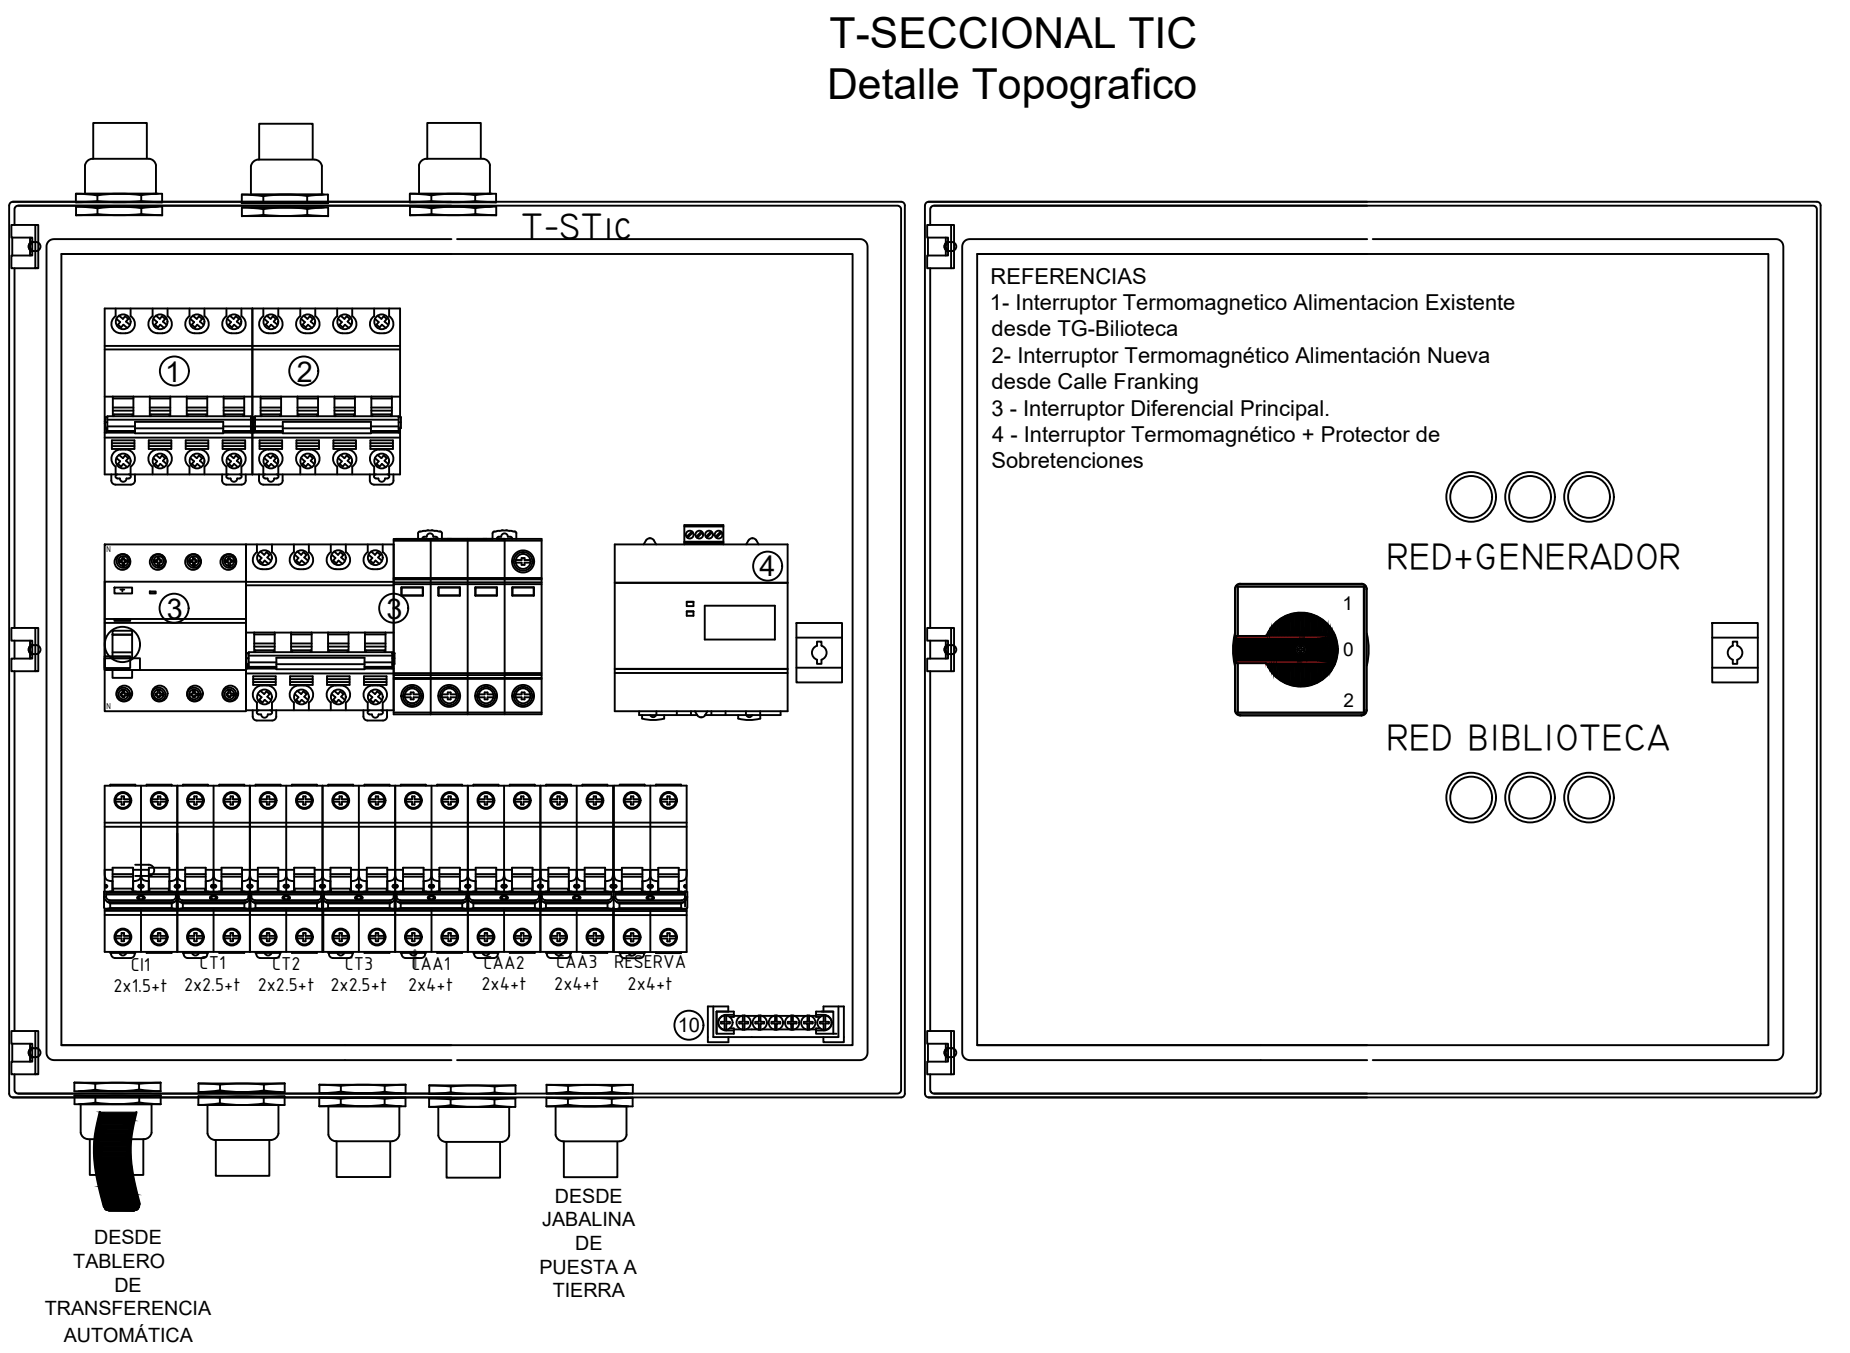 T-SECCIONAL TIC
Detalle Topografico
T-STIC
1
2
N
3
3
4
N
CI1 CT1 CT2 CT3 CAA1 CAA2 CAA3 RESERVA
2x1.5+t 2x2.5+t 2x2.5+t 2x2.5+t 2x4+t 2x4+t 2x4+t 2x4+t
10
REFERENCIAS
1- Interruptor Termomagnetico Alimentacion Existente
desde TG-Bilioteca
2- Interruptor Termomagnético Alimentación Nueva
desde Calle Franking
3 - Interruptor Diferencial Principal.
4 - Interruptor Termomagnético + Protector de
Sobretenciones
RED+GENERADOR
1
0
2
RED BIBLIOTECA
DESDE
TABLERO
DE
TRANSFERENCIA
AUTOMÁTICA
DESDE
JABALINA
DE
PUESTA A
TIERRA